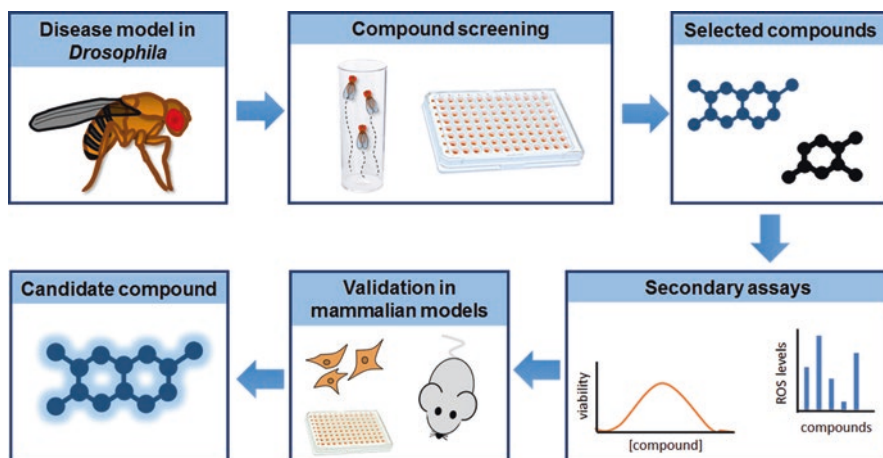 Disease model in
Drosophila
Compound screening
Selected compounds
Secondary assays
viability
[compound]
ROS levels
compounds
Validation in
mammalian models
Candidate compound